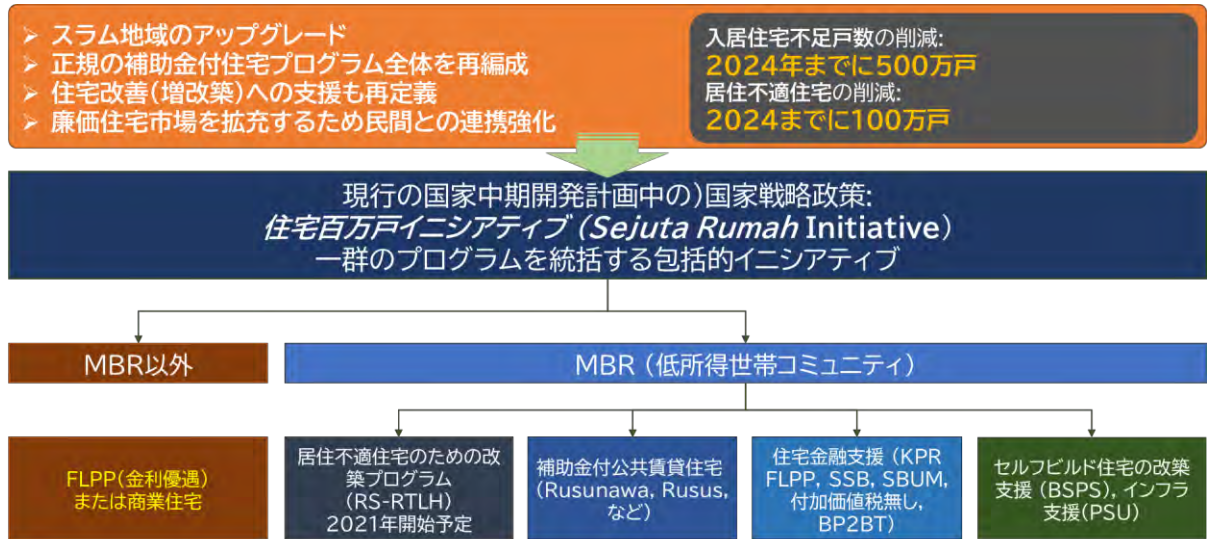 ➢ スラム地域のアップグレード
➢ 正規の補助金付住宅プログラム全体を再編成
➢ 住宅改善(増改築)への支援も再定義
➢ 廉価住宅市場を拡充するため民間との連携強化
入居住宅不足戸数の削減:
2024年までに500万戸
居住不適住宅の削減:
2024までに100万戸
現行の国家中期開発計画中の)国家戦略政策:
住宅百万戸イニシアティブ (Sejuta Rumah Initiative)
一群のプログラムを統括する包括的イニシアティブ
MBR以外
MBR (低所得世帯コミュニティ)
FLPP(金利優遇)
または商業住宅
居住不適住宅のための改
築プログラム
(RS-RTLH)
2021年開始予定
補助金付公共賃貸住宅
(Rusunawa, Rusus,
など)
住宅金融支援 (KPR
FLPP, SSB, SBUM,
付加価値税無し,
BP2BT)
セルフビルド住宅の改築
支援 (BSPS), インフラ
支援(PSU)